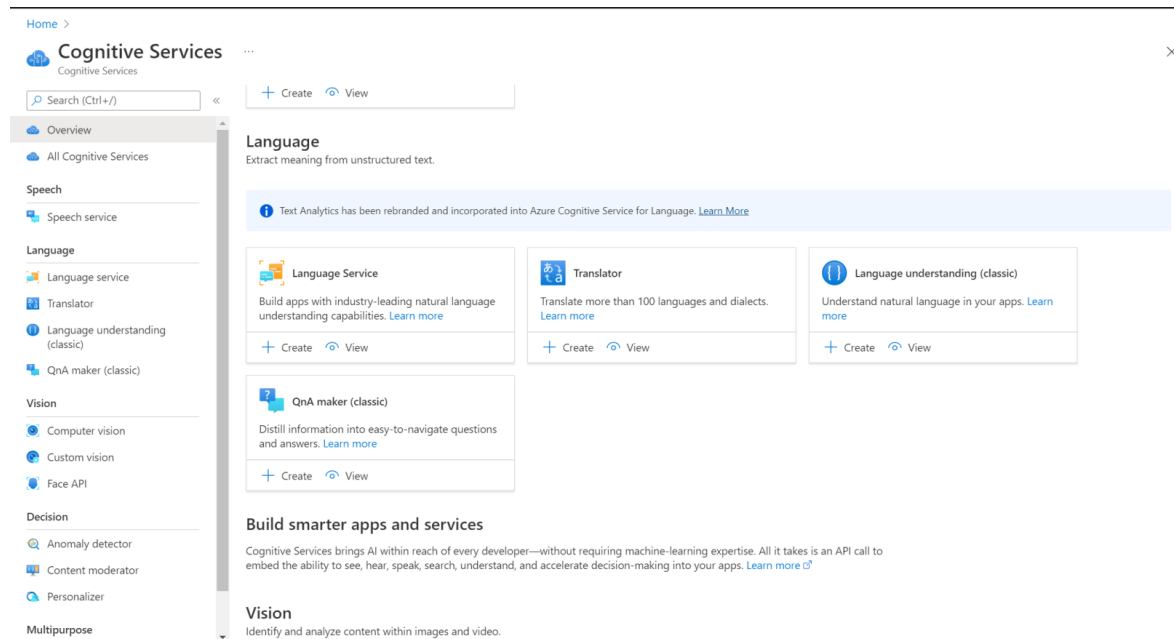 Home >
Cognitive Services ...
Cognitive Services
Search (Ctrl+/)
«
Overview
All Cognitive Services
Speech
Speech service
Language
Language service
Translator
Language understanding
(classic)
QnA maker (classic)
Vision
Computer vision
Custom vision
Face API
Decision
Anomaly detector
Content moderator
Personalizer
Multipurpose
+ Create View
Language
Extract meaning from unstructured text.
Text Analytics has been rebranded and incorporated into Azure Cognitive Service for Language. Learn More
Language Service
Build apps with industry-leading natural language
understanding capabilities. Learn more
+ Create View
あ
た a
Translator
Translate more than 100 languages and dialects.
Learn more
+ Create View
Language understanding (classic)
Understand natural language in your apps. Learn
more
+ Create View
QnA maker (classic)
Distill information into easy-to-navigate questions
and answers. Learn more
+ Create View
Build smarter apps and services
Cognitive Services brings AI within reach of every developer—without requiring machine-learning expertise. All it takes is an API call to
embed the ability to see, hear, speak, search, understand, and accelerate decision-making into your apps. Learn more
Vision
Identify and analyze content within images and video.